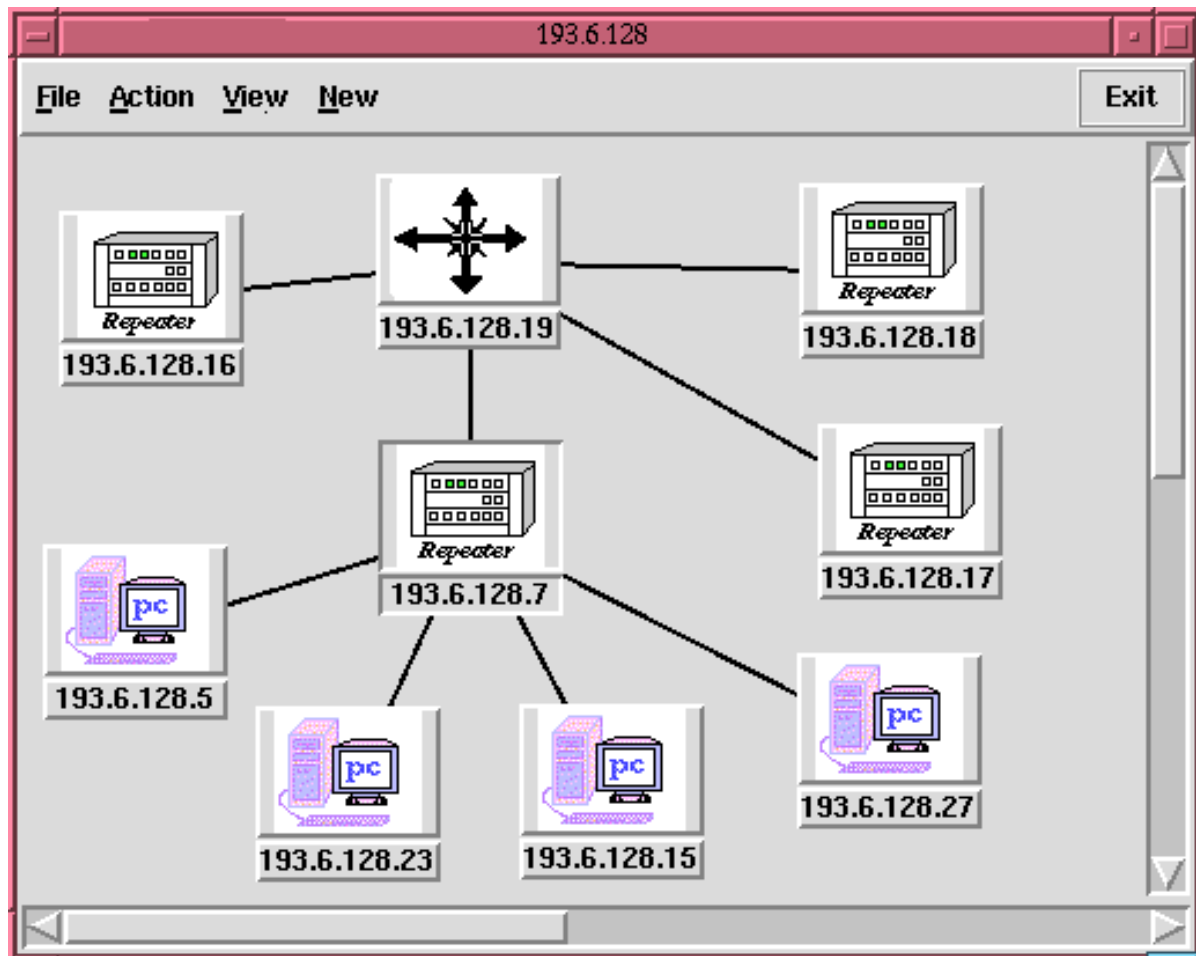 193.6.128
File Action View New Exit
Repeater
193.6.128.16
193.6.128.19
Repeater
193.6.128.18
Repeater
193.6.128.7
Repeater
193.6.128.17
pc
193.6.128.5
pc
193.6.128.23
pc
193.6.128.15
pc
193.6.128.27